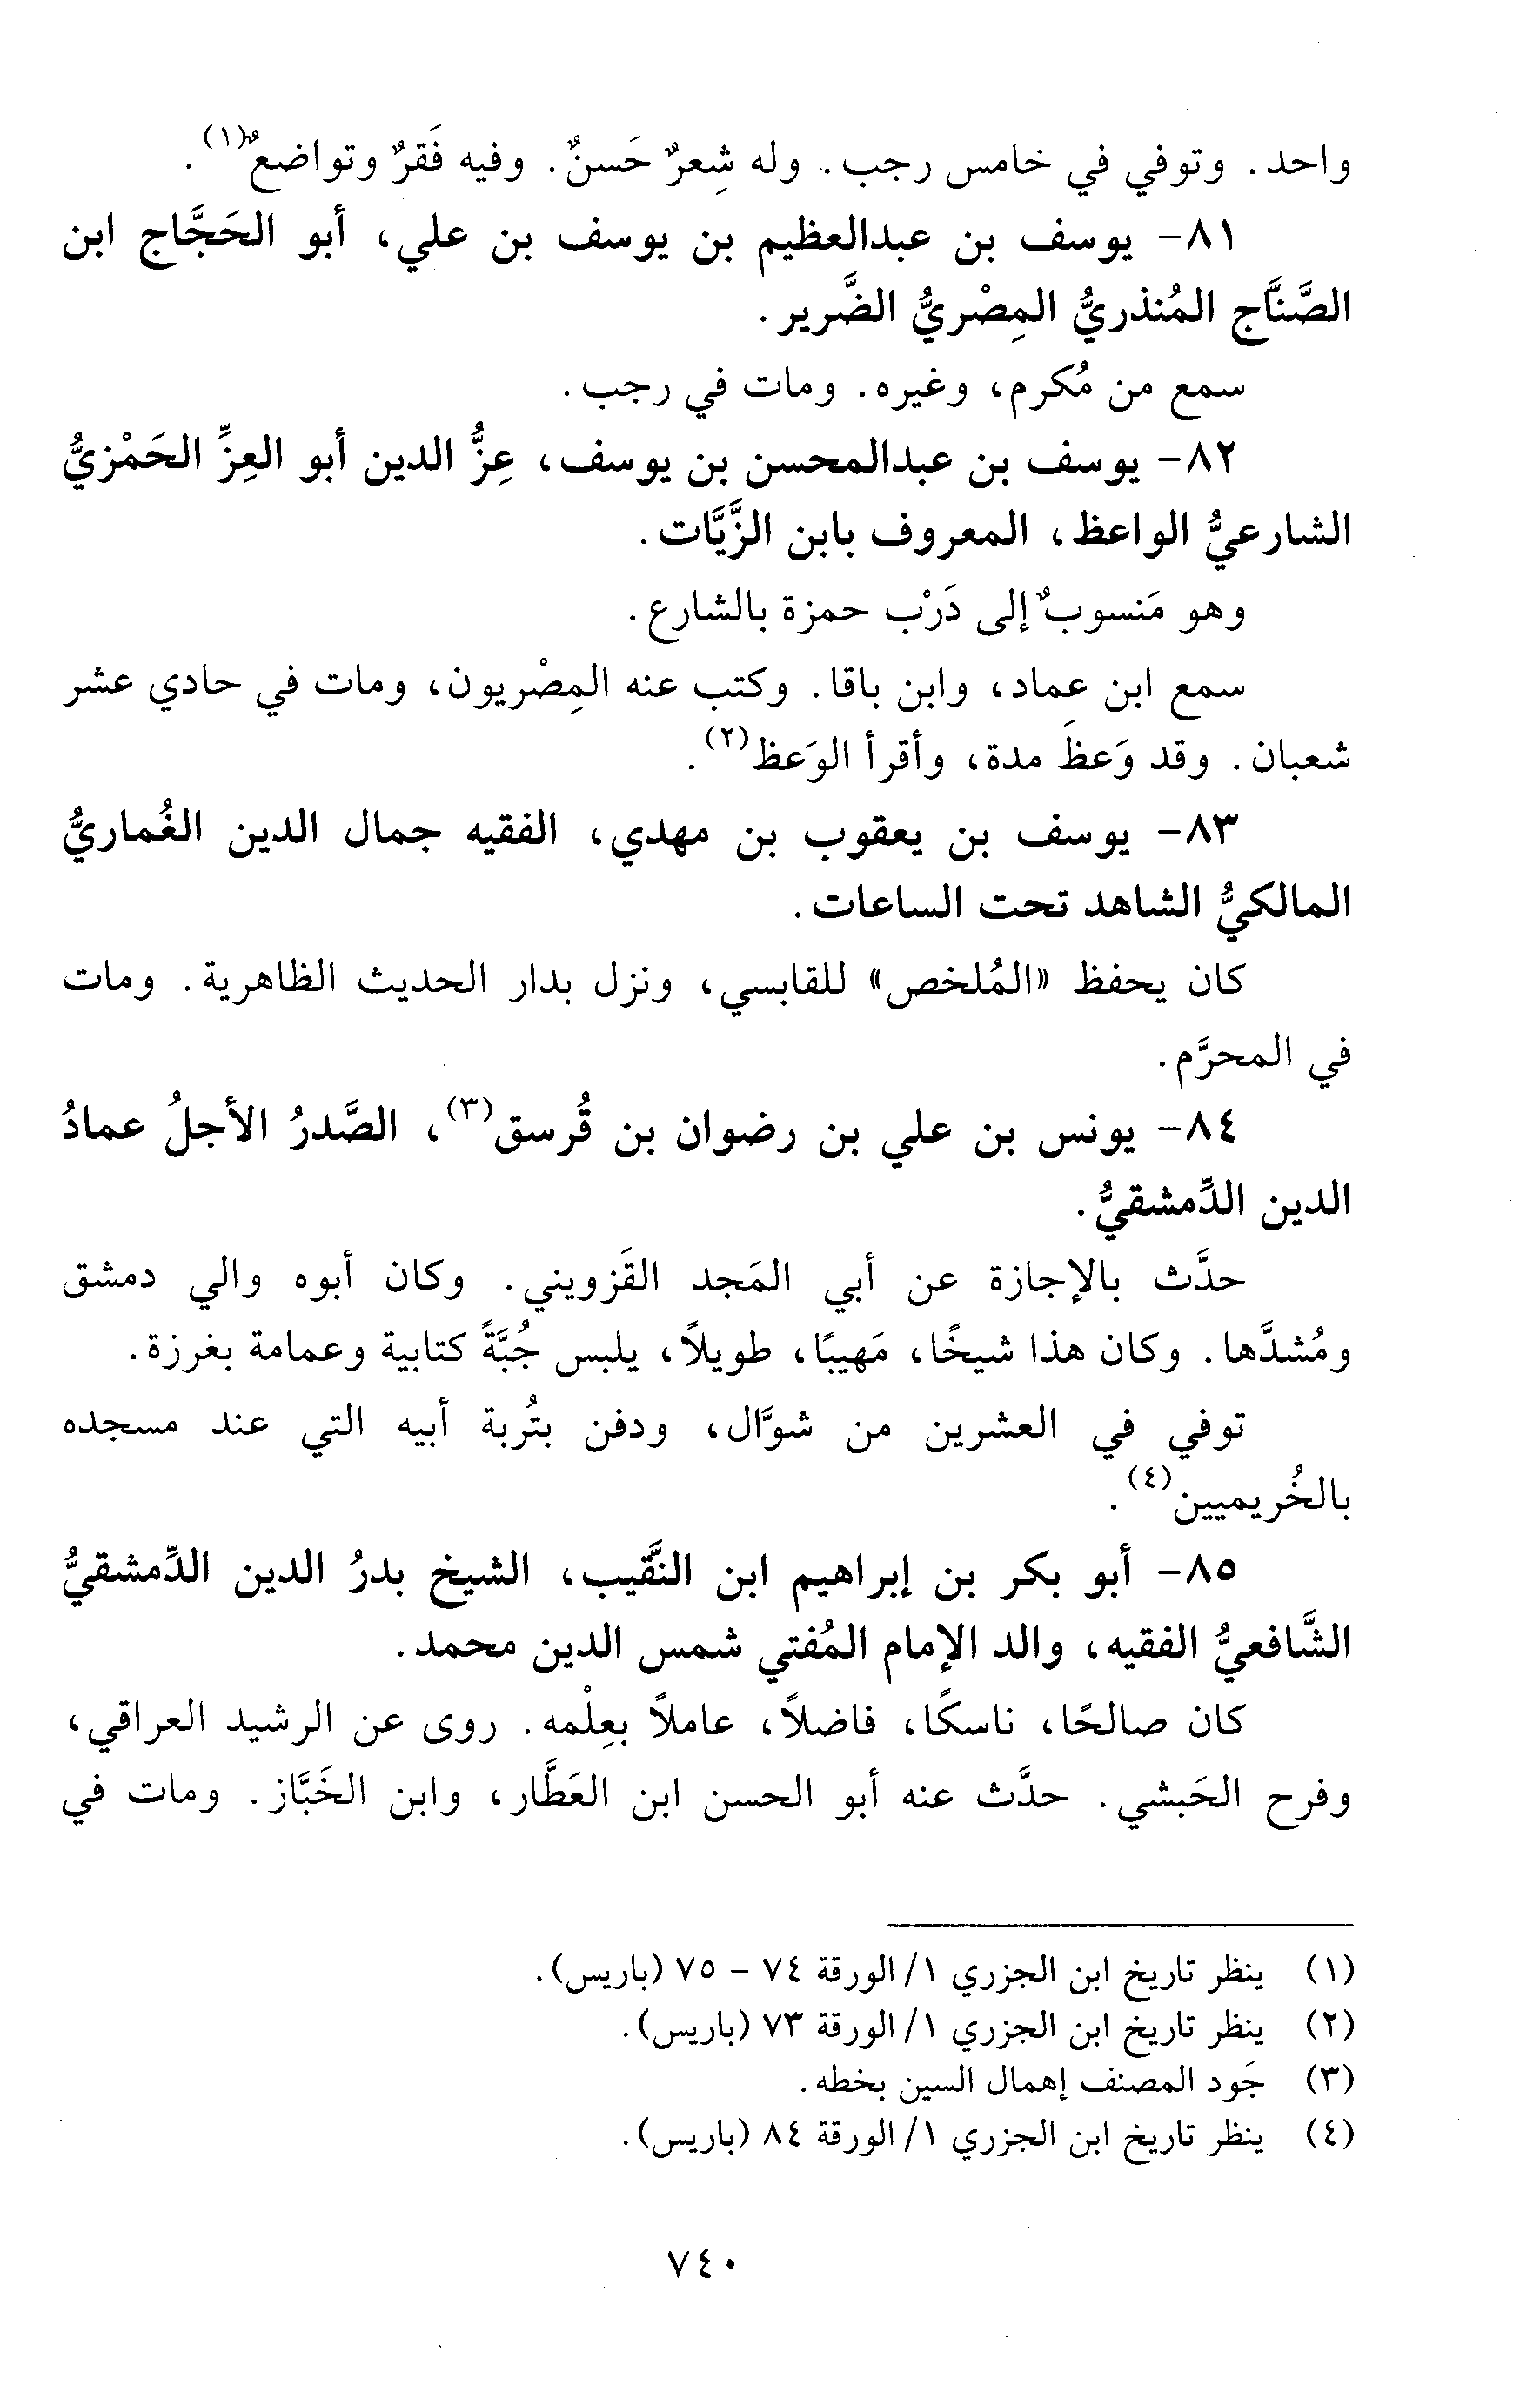 واحد. وتوفي في خامس رجب. وله شِعرٌ حَسنٌ. وفيه فَقرٌ وتواضعٌ(١).
٨١- يوسف بن عبدالعظيم بن يوسف بن علي، أبو الحَجَّاج ابن
الصَّنَّاج المُنذريُّ المِصْريُّ الضَّرير.
سمع من مُكرم، وغيره. ومات في رجب.
٨٢- يوسف بن عبدالمحسن بن يوسف، عِزُّ الدين أبو العِزِّ الحَمْزيُّ
الشارعيُّ الواعظ، المعروف بابن الزَّيَّات.
وهو مَنسوبٌ إلى دَرْب حمزة بالشارع.
سمع ابن عماد، وابن باقا. وكتب عنه المِصْريون، ومات في حادي عشر
شعبان. وقد وَعظَ مدة، وأقرأ الوَعظ(٢).
٨٣- يوسف بن يعقوب بن مهدي، الفقيه جمال الدين الغُماريُّ
المالكيُّ الشاهد تحت الساعات.
كان يحفظ «المُلخص» للقابسي، ونزل بدار الحديث الظاهرية. ومات
في المحرَّم.
٨٤- يونس بن علي بن رضوان بن قُرسق(٣)، الصَّدرُ الأجلُ عمادُ
الدين الدِّمشقيُّ.
حدَّث بالإجازة عن أبي المَجد القَزويني. وكان أبوه والي دمشق
ومُشدَّها. وكان هذا شيخًا، مَهيبًا، طويلاً، يلبس جُبَّةً كتابية وعمامة بغرزة.
توفي في العشرين من شوَّال، ودفن بتُربة أبيه التي عند مسجده
بالخُريميين(٤).
٨٥- أبو بكر بن إبراهيم ابن النَّقيب، الشيخ بدرُ الدين الدِّمشقيُّ
الشَّافعيُّ الفقيه، والد الإمام المُفتي شمس الدين محمد.
كان صالحًا، ناسكًا، فاضلاً، عاملاً بعِلْمه. روى عن الرشيد العراقي،
وفرح الحَبشي. حدَّث عنه أبو الحسن ابن العَطَّار، وابن الخَبَّاز. ومات في
(١) ينظر تاريخ ابن الجزري ١/ الورقة ٧٤ - ٧٥ (باريس).
(٢) ينظر تاريخ ابن الجزري ١/ الورقة ٧٣ (باريس).
(٣) جَود المصنف إهمال السين بخطه.
(٤) ينظر تاريخ ابن الجزري ١/ الورقة ٨٤ (باريس).
٧٤٠